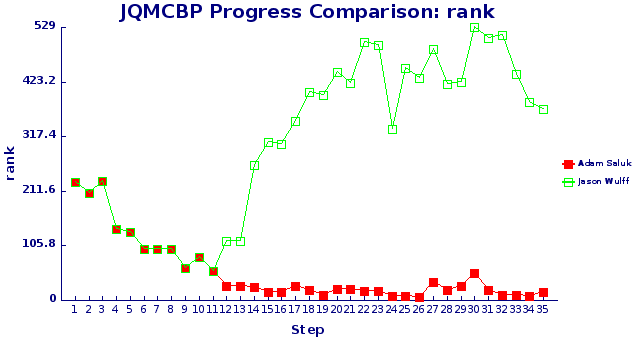 JQMCBP Progress Comparison: rank
529
423.2
317.4
211.6
105.8
0
rank
1 2 3 4 5 6 7 8 9 10 11 12 13 14 15 16 17 18 19 20 21 22 23 24 25 26 27 28 29 30 31 32 33 34 35
Step
Adam Saluk
Jason Wulff